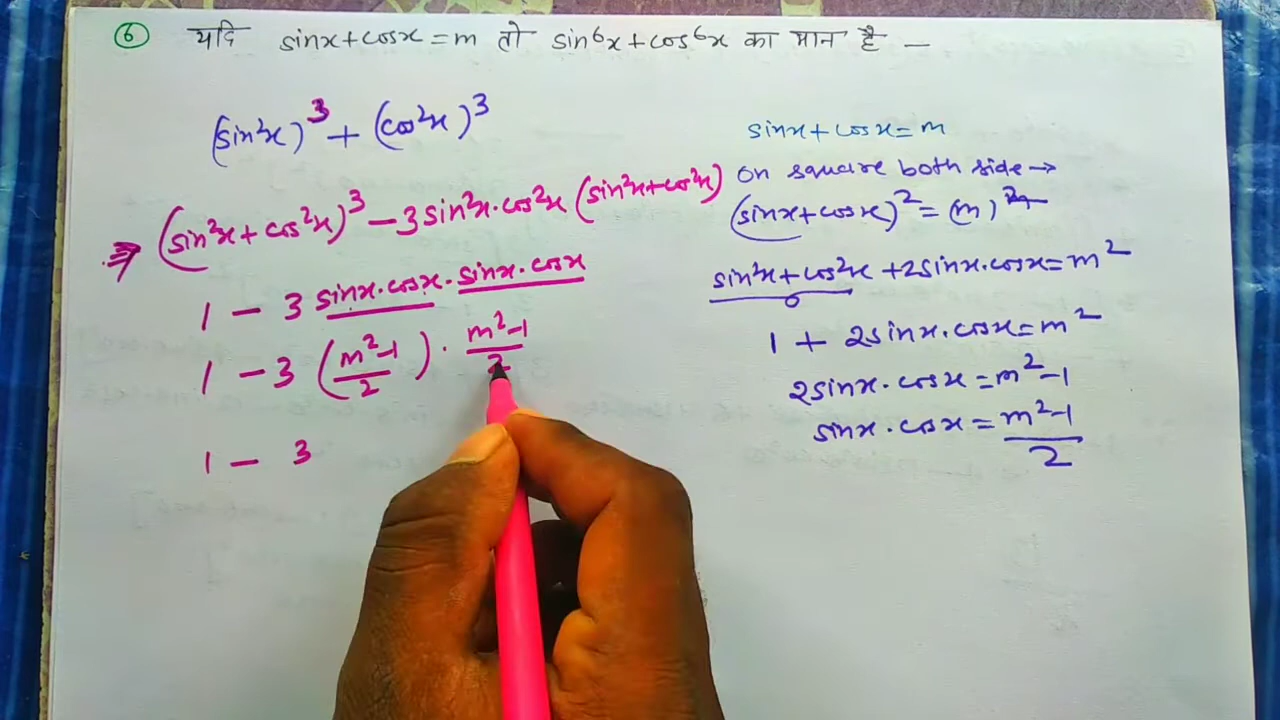 ⑥ यदि sinx+cosx=m तो sin⁶x+cos⁶x का मान है –
(sin²x)³+(cos²x)³
⇒ (sin²x+cos²x)³–3sin²x·cos²x(sin²x+cos²x)
1 – 3 sinx·cosx·sinx·cosx
1 – 3 (m²-1/2) · m²-1/2
1 – 3
sinx+cosx=m
on square both side→
(sinx+cosx)²=(m)²
sin²x+cos²x+2sinx·cosx=m²
1 + 2sinx·cosx=m²
2sinx·cosx=m²-1
sinx·cosx=m²-1/2